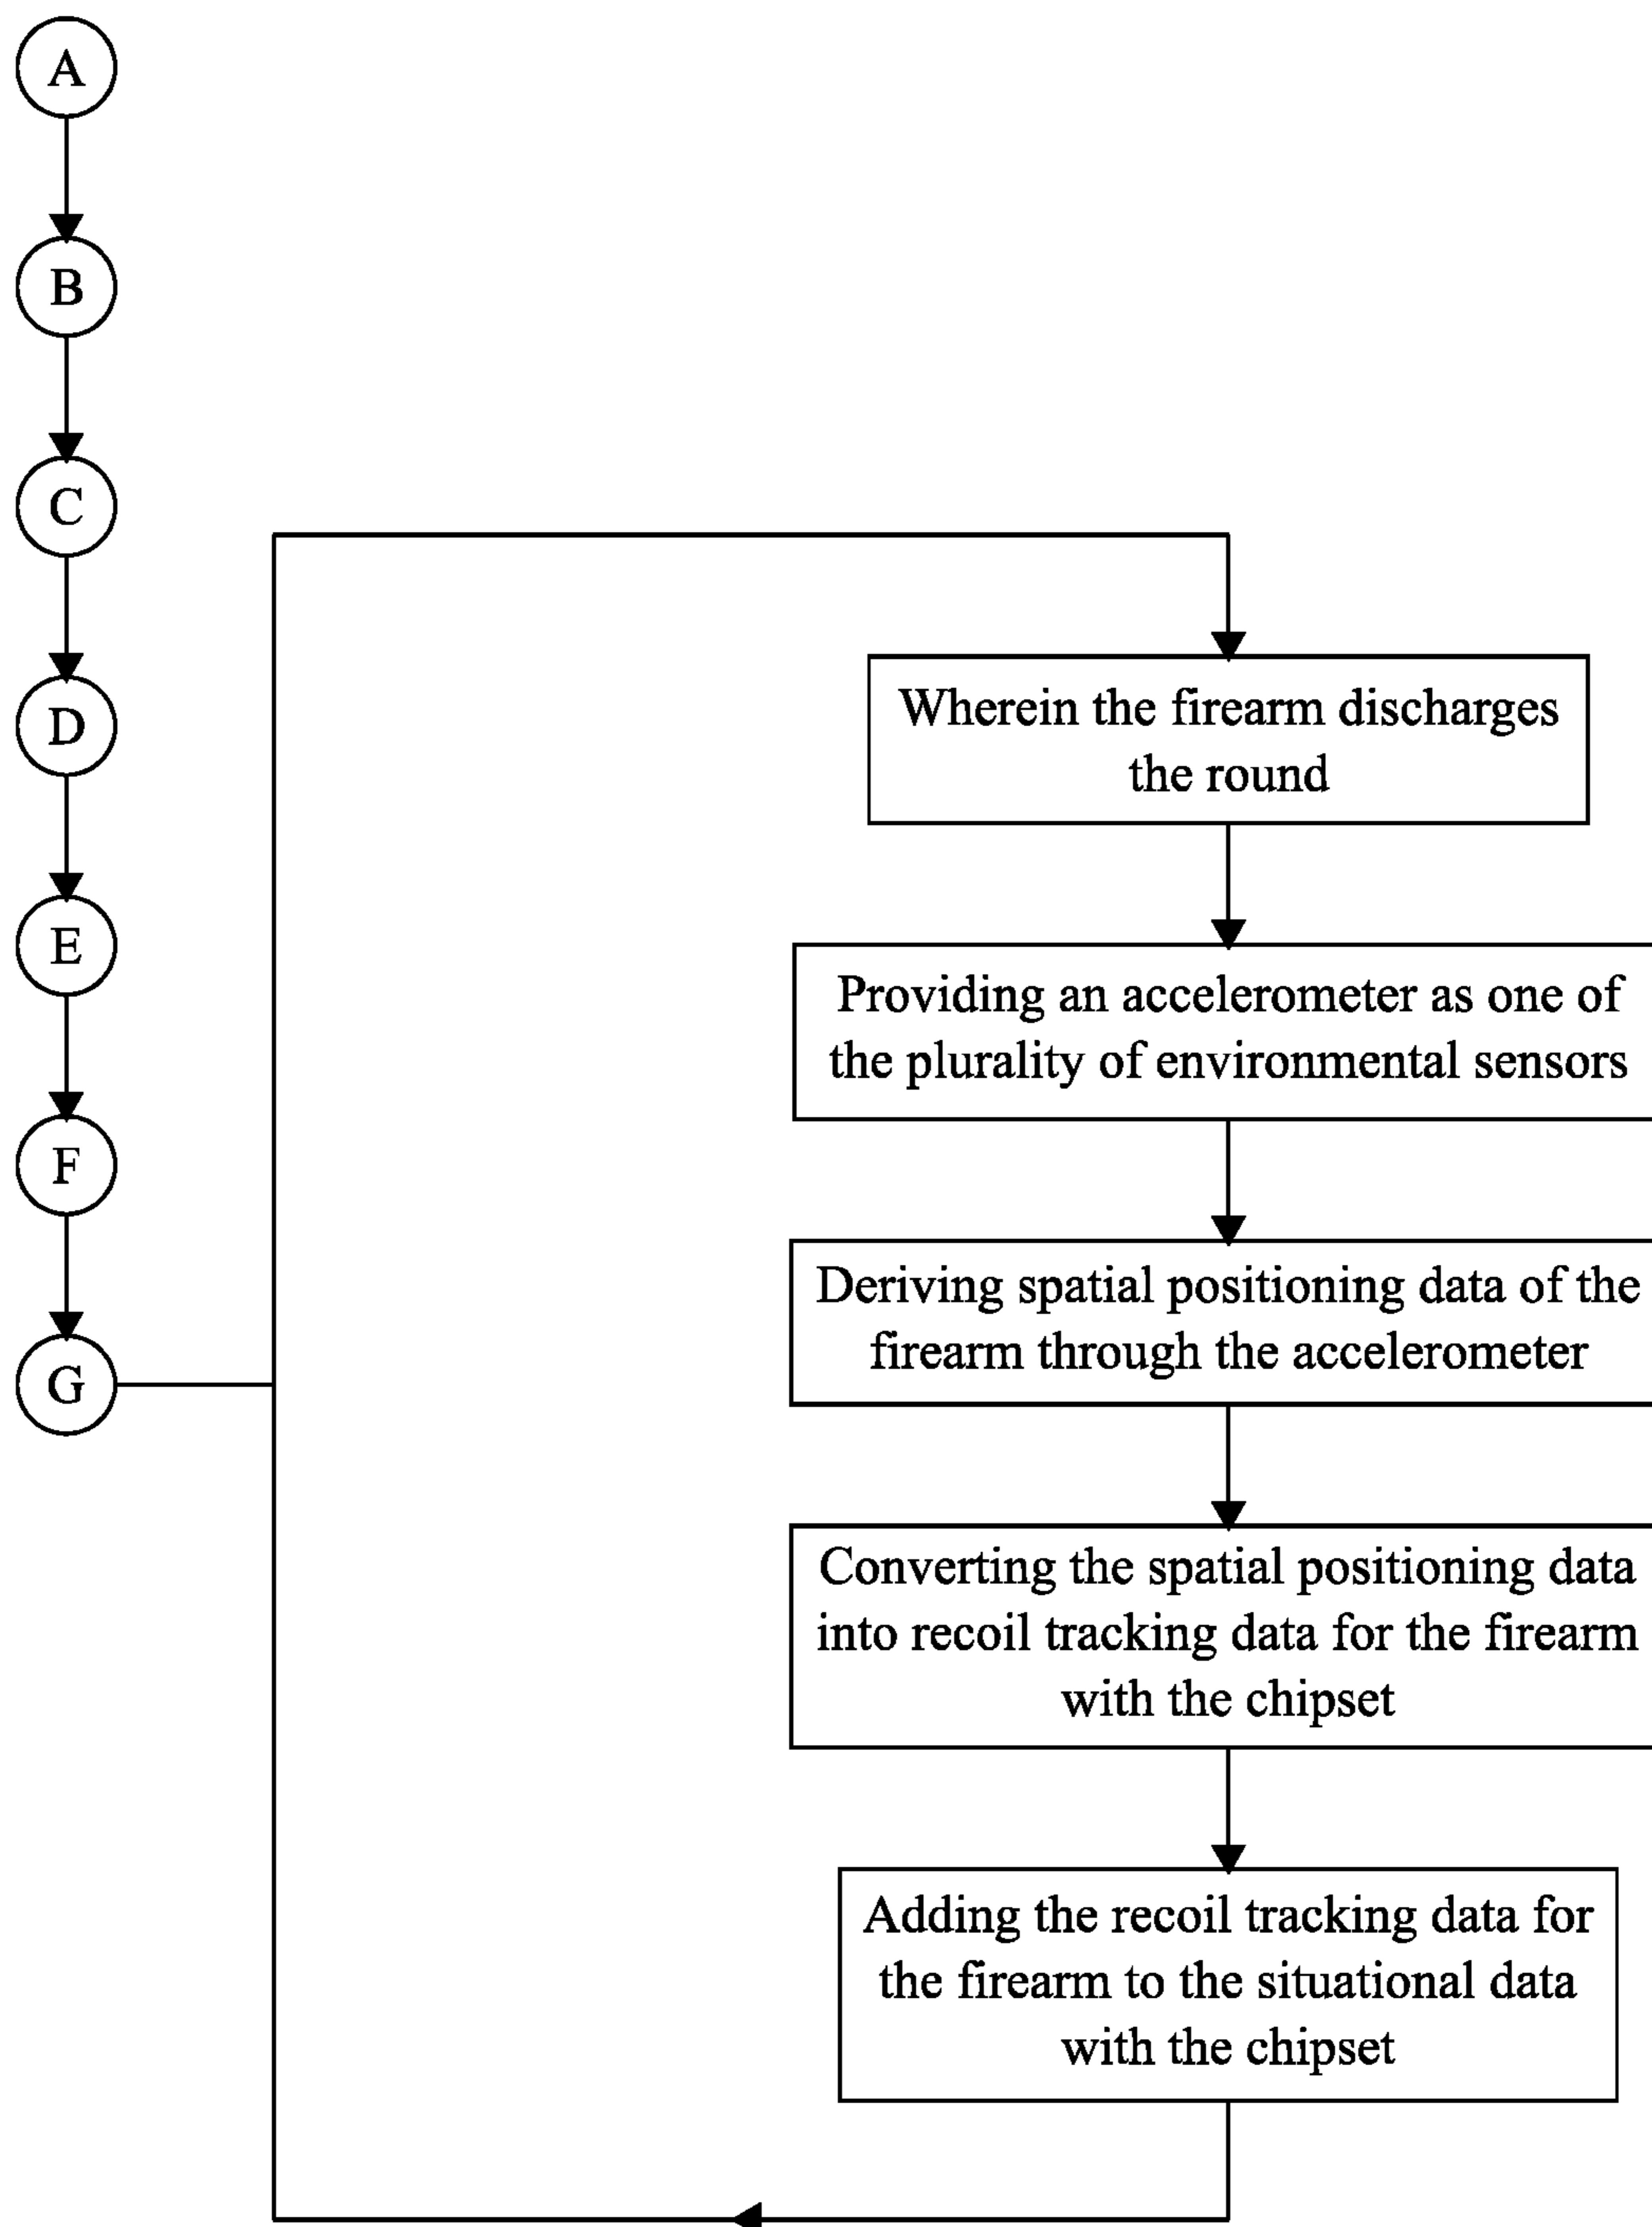 A
B
C
D
E
F
G
Wherein the firearm discharges
the round
Providing an accelerometer as one of
the plurality of environmental sensors
Deriving spatial positioning data of the
firearm through the accelerometer
Converting the spatial positioning data
into recoil tracking data for the firearm
with the chipset
Adding the recoil tracking data for
the firearm to the situational data
with the chipset